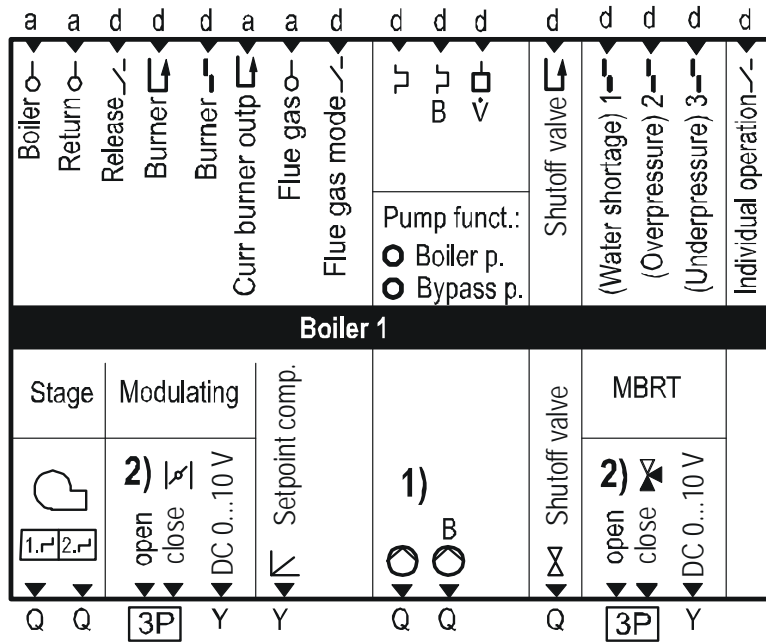 a a d d d a a d d d d d d d d d
Boiler
Return
Release
Burner
Burner
Curr burner outp
Flue gas
Flue gas mode
B
V̇
Shutoff valve
(Water shortage) 1
(Overpressure) 2
(Underpressure) 3
Individual operation
Pump funct.:
Boiler p.
Bypass p.
Boiler 1
Stage
Modulating
Setpoint comp.
MBRT
1. 2.
2)
open
close
DC 0...10 V
1)
B
Shutoff valve
2)
open
close
DC 0...10 V
Q Q 3P Y Y Q Q Q 3P Y